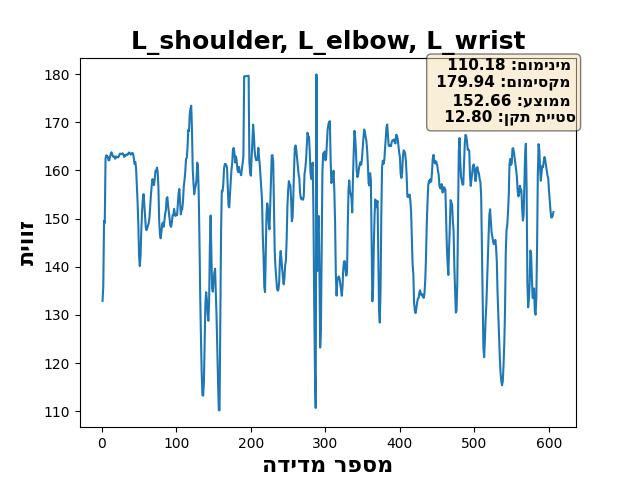 L_shoulder, L_elbow, L_wrist
מינימום: 110.18
מקסימום: 179.94
ממוצע: 152.66
סטיית תקן: 12.80
זווית
180
170
160
150
140
130
120
110
0 100 200 300 400 500 600
מספר מדידה